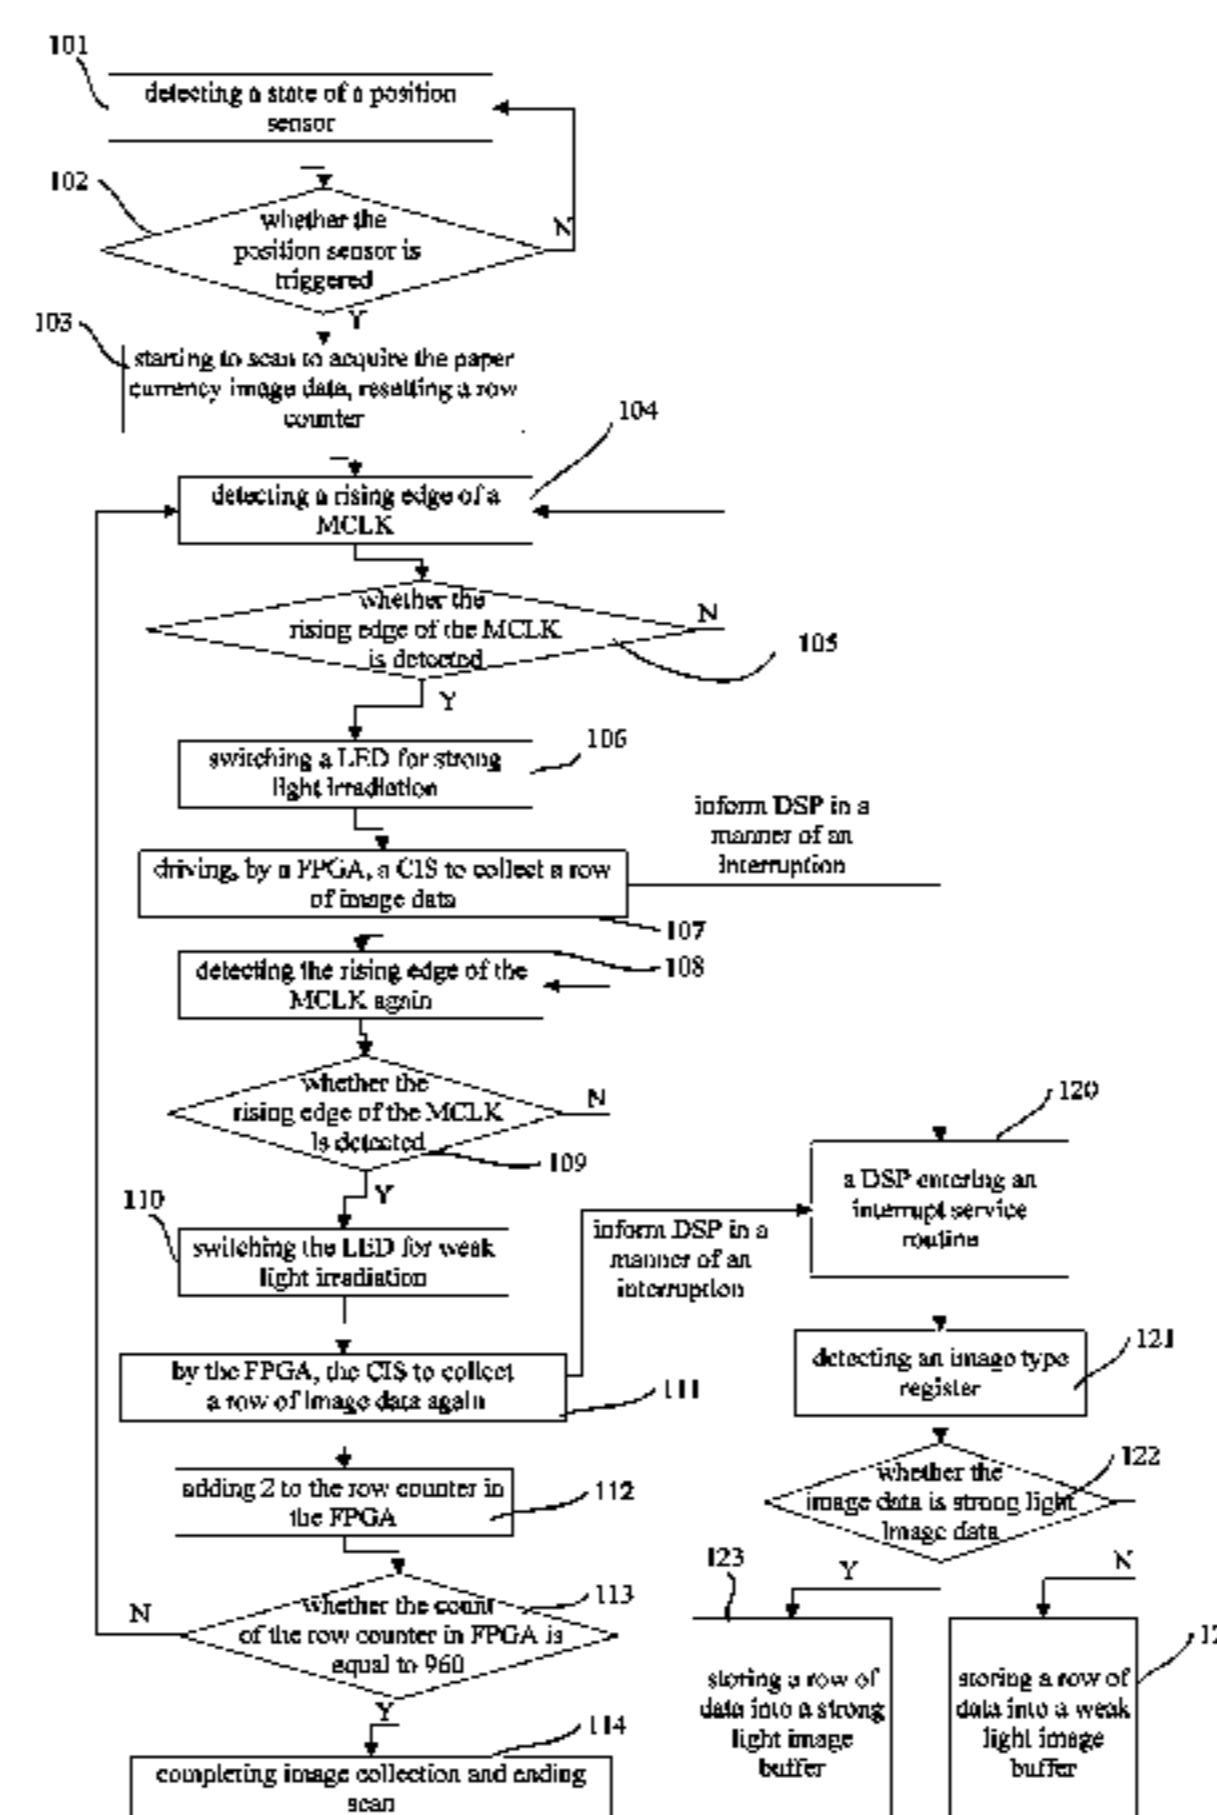 101
detecting a state of a position
sensor
102
whether the
position sensor is
triggered
N
Y
103
starting to scan to acquire the paper
currency image data, resetting a row
counter
104
detecting a rising edge of a
MCLK
whether the
rising edge of the MCLK
is detected
N
105
Y
106
switching a LED for strong
light irradiation
inform DSP in a
manner of an
interruption
driving, by a FPGA, a CIS to collect a row
of image data
107
108
detecting the rising edge of the
MCLK again
whether the
rising edge of the MCLK
is detected
N
109
Y
110
switching the LED for weak
light irradiation
inform DSP in a
manner of an
interruption
120
a DSP entering an
interrupt service
routine
by the FPGA, the CIS to collect
a row of image data again
111
detecting an image type
register
121
adding 2 to the row counter in
the FPGA
112
whether the
image data is strong light
image data
122
whether the count
of the row counter in FPGA is
equal to 960
113
N
Y
Y
N
123
storing a row of
data into a strong
light image
buffer
storing a row of
data into a weak
light image
buffer
114
completing image collection and ending
scan